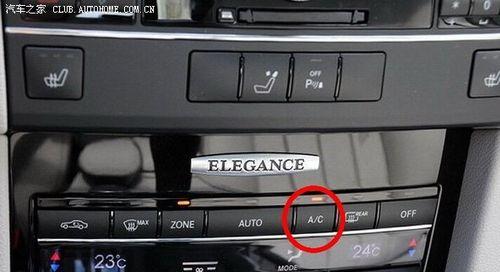 汽车之家 CLUB.AUTOHOME.COM.CN
OFF
P
ELEGANCE
MAX ZONE AUTO A/C REAR OFF
23°C MODE 24°C